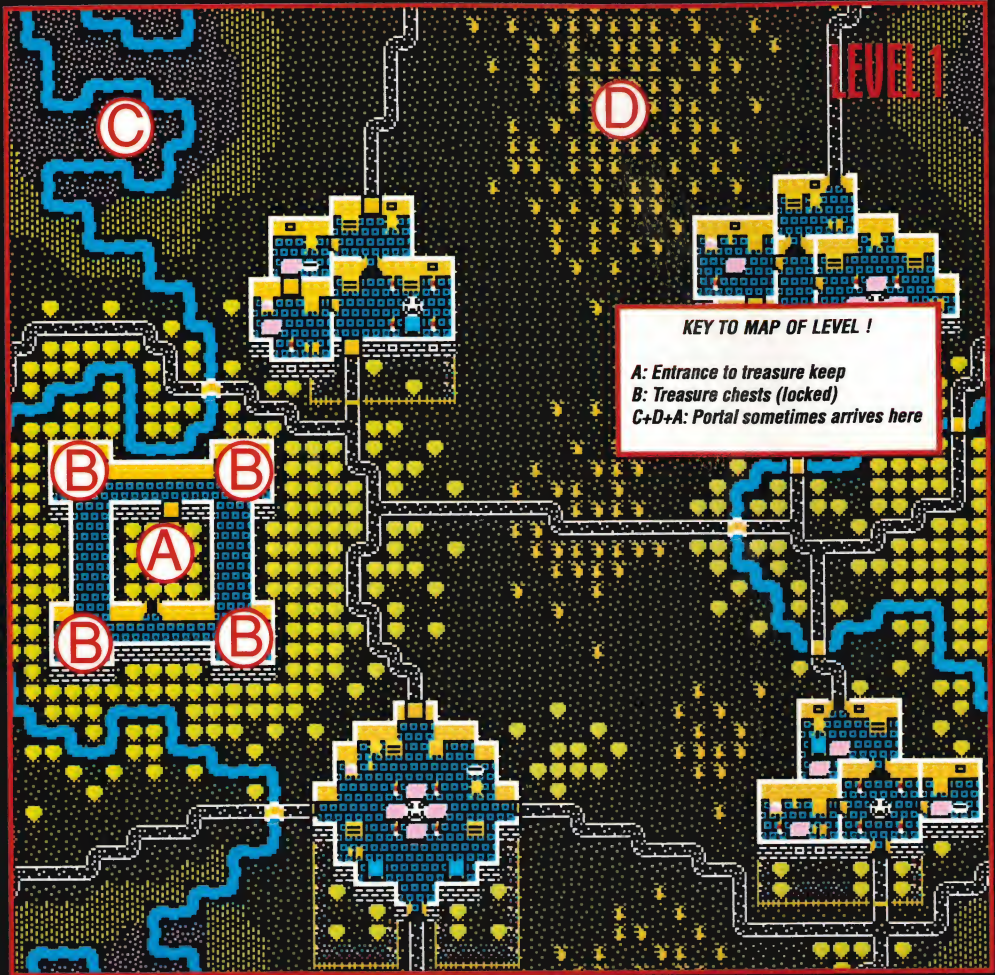 LEVEL 1
C
D
KEY TO MAP OF LEVEL !
A: Entrance to treasure keep
B: Treasure chests (locked)
C+D+A: Portal sometimes arrives here
B
B
A
B
B